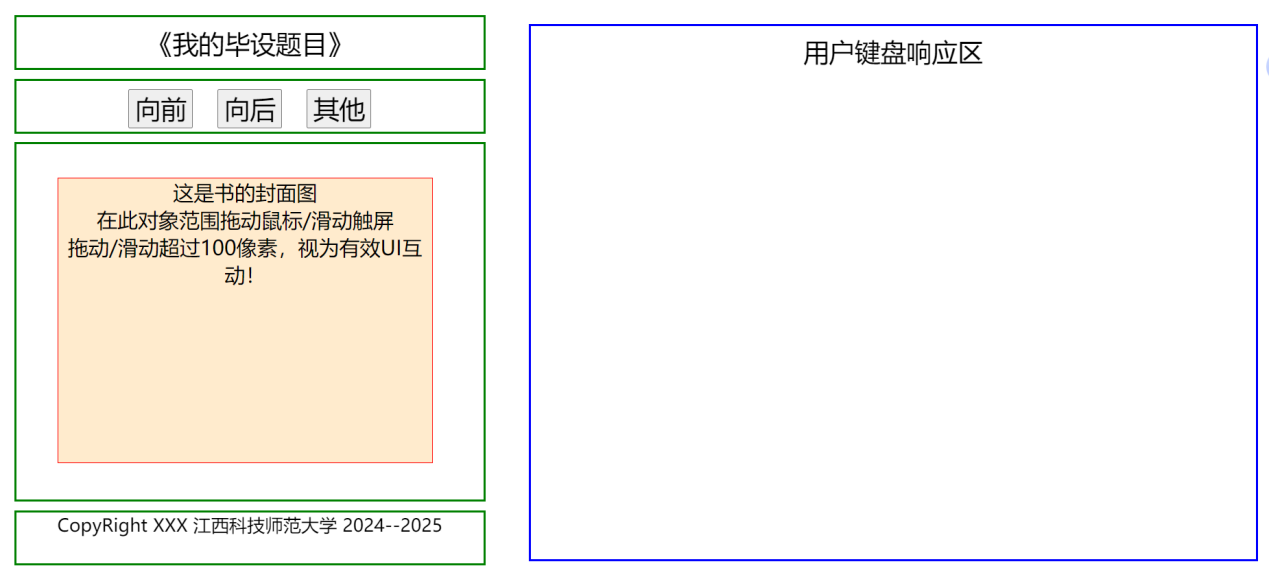 《我的毕设题目》
向前 向后 其他
这是书的封面图
在此对象范围拖动鼠标/滑动触屏
拖动/滑动超过100像素，视为有效UI互
动！
CopyRight XXX 江西科技师范大学 2024--2025
用户键盘响应区